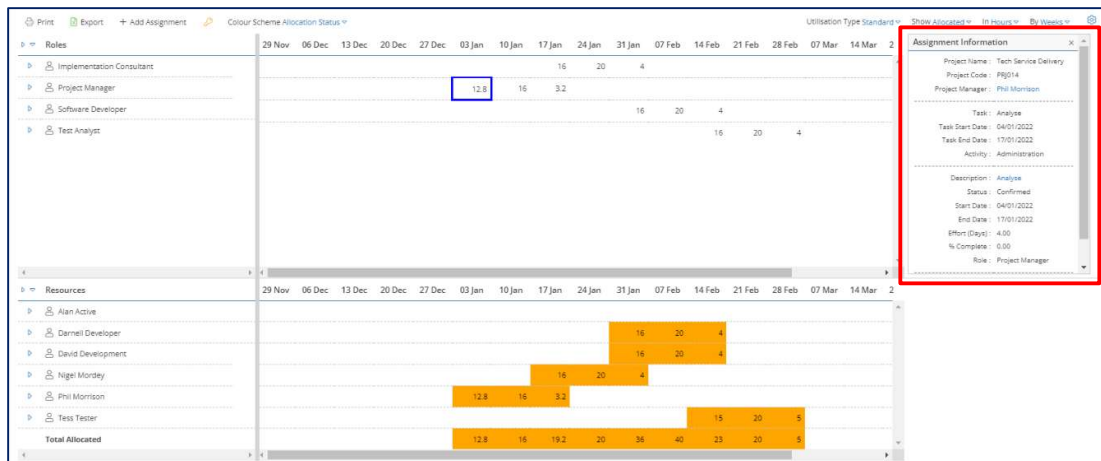 Print Export + Add Assignment Colour Scheme Allocation Status Utilisation Type Standard Show Allocated In Hours By Weeks
Roles 29 Nov 06 Dec 13 Dec 20 Dec 27 Dec 03 Jan 10 Jan 17 Jan 24 Jan 31 Jan 07 Feb 14 Feb 21 Feb 28 Feb 07 Mar 14 Mar 2
Implementation Consultant 16 20 4
Project Manager 12.8 16 3.2
Software Developer 16 20 4
Test Analyst 16 20 4
Assignment Information ×
Project Name : Tech Service Delivery
Project Code : PRJ014
Project Manager : Phil Morrison
Task : Analyse
Task Start Date : 04/01/2022
Task End Date : 17/01/2022
Activity : Administration
Description : Analyse
Status : Confirmed
Start Date : 04/01/2022
End Date : 17/01/2022
Effort (Days) : 4.00
% Complete : 0.00
Role : Project Manager
Resources 29 Nov 06 Dec 13 Dec 20 Dec 27 Dec 03 Jan 10 Jan 17 Jan 24 Jan 31 Jan 07 Feb 14 Feb 21 Feb 28 Feb 07 Mar 14 Mar 2
Alan Active
Darnell Developer 16 20 4
David Development 16 20 4
Nigel Mordey 16 20 4
Phil Morrison 12.8 16 3.2
Tess Tester 15 20 5
Total Allocated 12.8 16 19.2 20 36 40 23 20 5